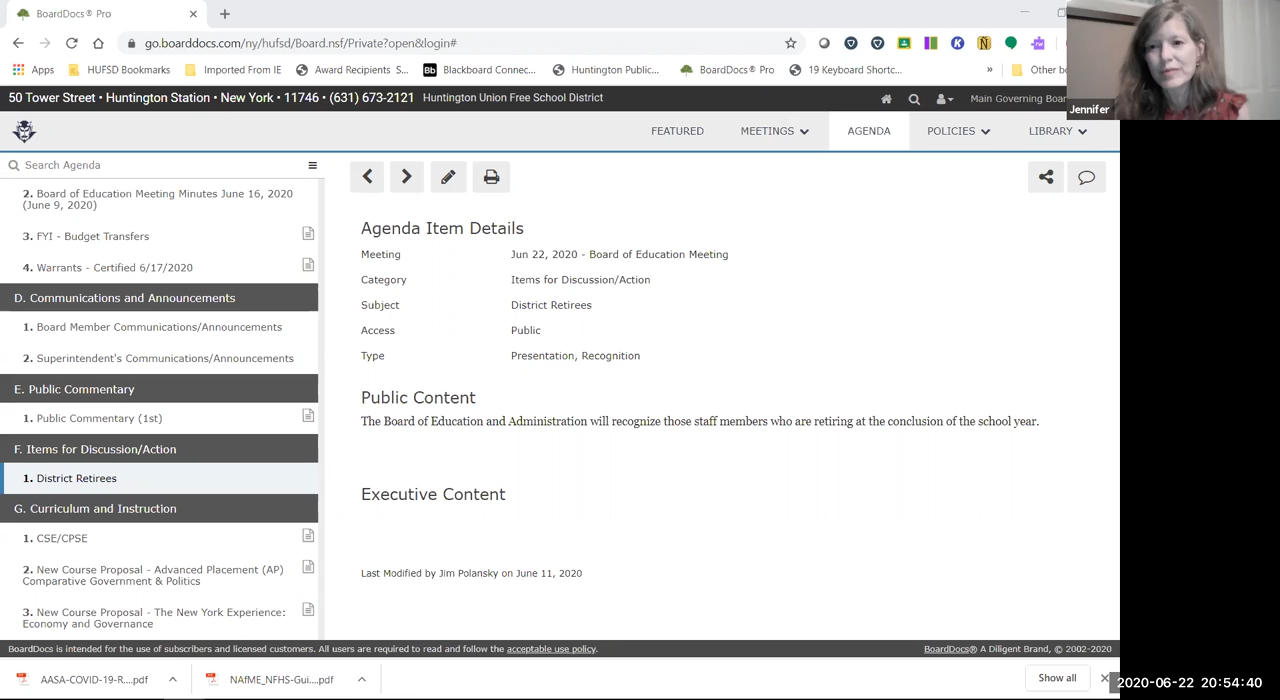 BoardDocs® Pro
go.boarddocs.com/ny/hufsd/Board.nsf/Private?open&login#
Apps
HUFSD Bookmarks
Imported From IE
Award Recipients S...
Bb
Blackboard Connec...
Huntington Public...
BoardDocs® Pro
19 Keyboard Shortc...
»
Other bo
Jennifer
50 Tower Street • Huntington Station • New York • 11746 • (631) 673-2121 Huntington Union Free School District
Main Governing Boar
FEATURED
MEETINGS
AGENDA
POLICIES
LIBRARY
Search Agenda
2. Board of Education Meeting Minutes June 16, 2020
(June 9, 2020)
3. FYI - Budget Transfers
4. Warrants - Certified 6/17/2020
D. Communications and Announcements
1. Board Member Communications/Announcements
2. Superintendent's Communications/Announcements
E. Public Commentary
1. Public Commentary (1st)
F. Items for Discussion/Action
1. District Retirees
G. Curriculum and Instruction
1. CSE/CPSE
2. New Course Proposal - Advanced Placement (AP)
Comparative Government & Politics
3. New Course Proposal - The New York Experience:
Economy and Governance
Agenda Item Details
Meeting Jun 22, 2020 - Board of Education Meeting
Category Items for Discussion/Action
Subject District Retirees
Access Public
Type Presentation, Recognition
Public Content
The Board of Education and Administration will recognize those staff members who are retiring at the conclusion of the school year.
Executive Content
Last Modified by Jim Polansky on June 11, 2020
BoardDocs is intended for the use of subscribers and licensed customers. All users are required to read and follow the acceptable use policy.
BoardDocs® A Diligent Brand, © 2002-2020
AASA-COVID-19-R....pdf
NAfME_NFHS-Gui....pdf
Show all
2020-06-22 20:54:40